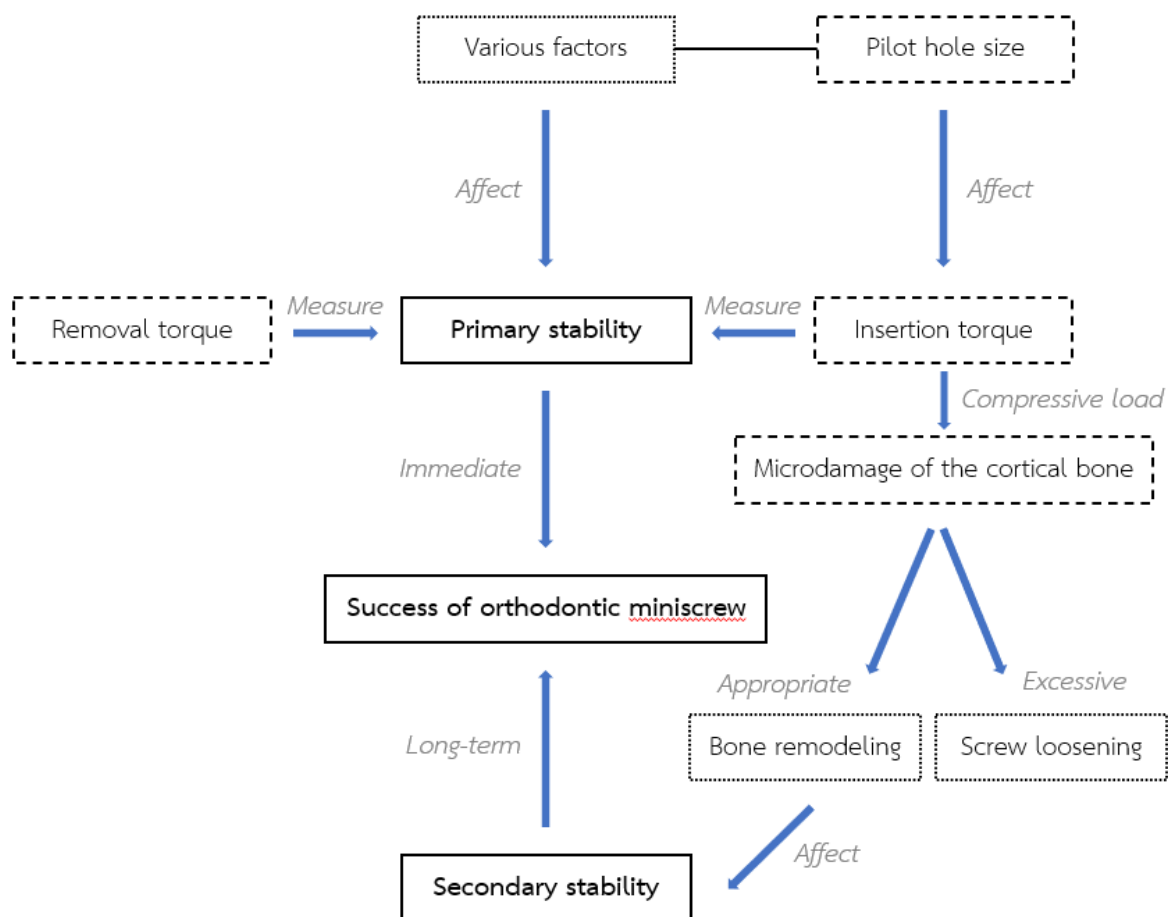 Various factors
Pilot hole size
Affect
Affect
Removal torque
Measure
Primary stability
Measure
Insertion torque
Compressive load
Immediate
Microdamage of the cortical bone
Success of orthodontic miniscrew
Appropriate
Excessive
Long-term
Bone remodeling
Screw loosening
Affect
Secondary stability